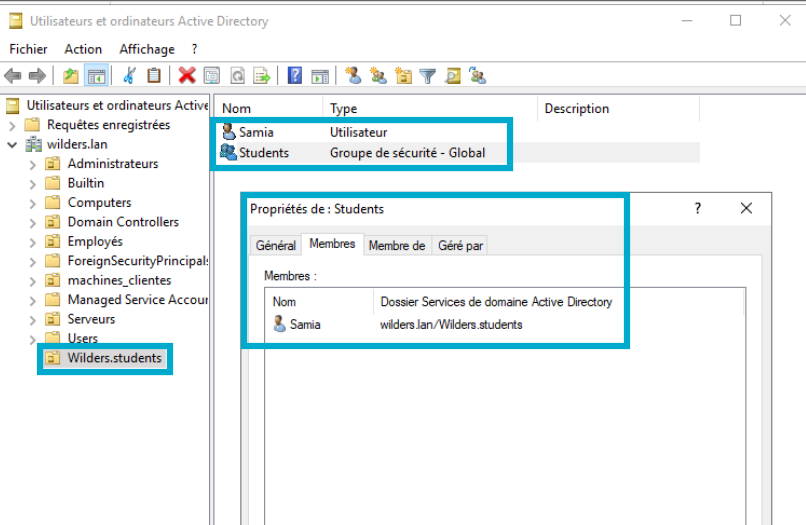 Utilisateurs et ordinateurs Active Directory
Fichier Action Affichage ?
Utilisateurs et ordinateurs Active
Requêtes enregistrées
wilders.lan
Administrateurs
Builtin
Computers
Domain Controllers
Employés
ForeignSecurityPrincipals
machines_clientes
Managed Service Accour
Serveurs
Users
Wilders.students
Nom Type Description
Samia Utilisateur
Students Groupe de sécurité - Global
Propriétés de : Students ?
Général Membres Membre de Géré par
Membres :
Nom Dossier Services de domaine Active Directory
Samia wilders.lan/Wilders.students